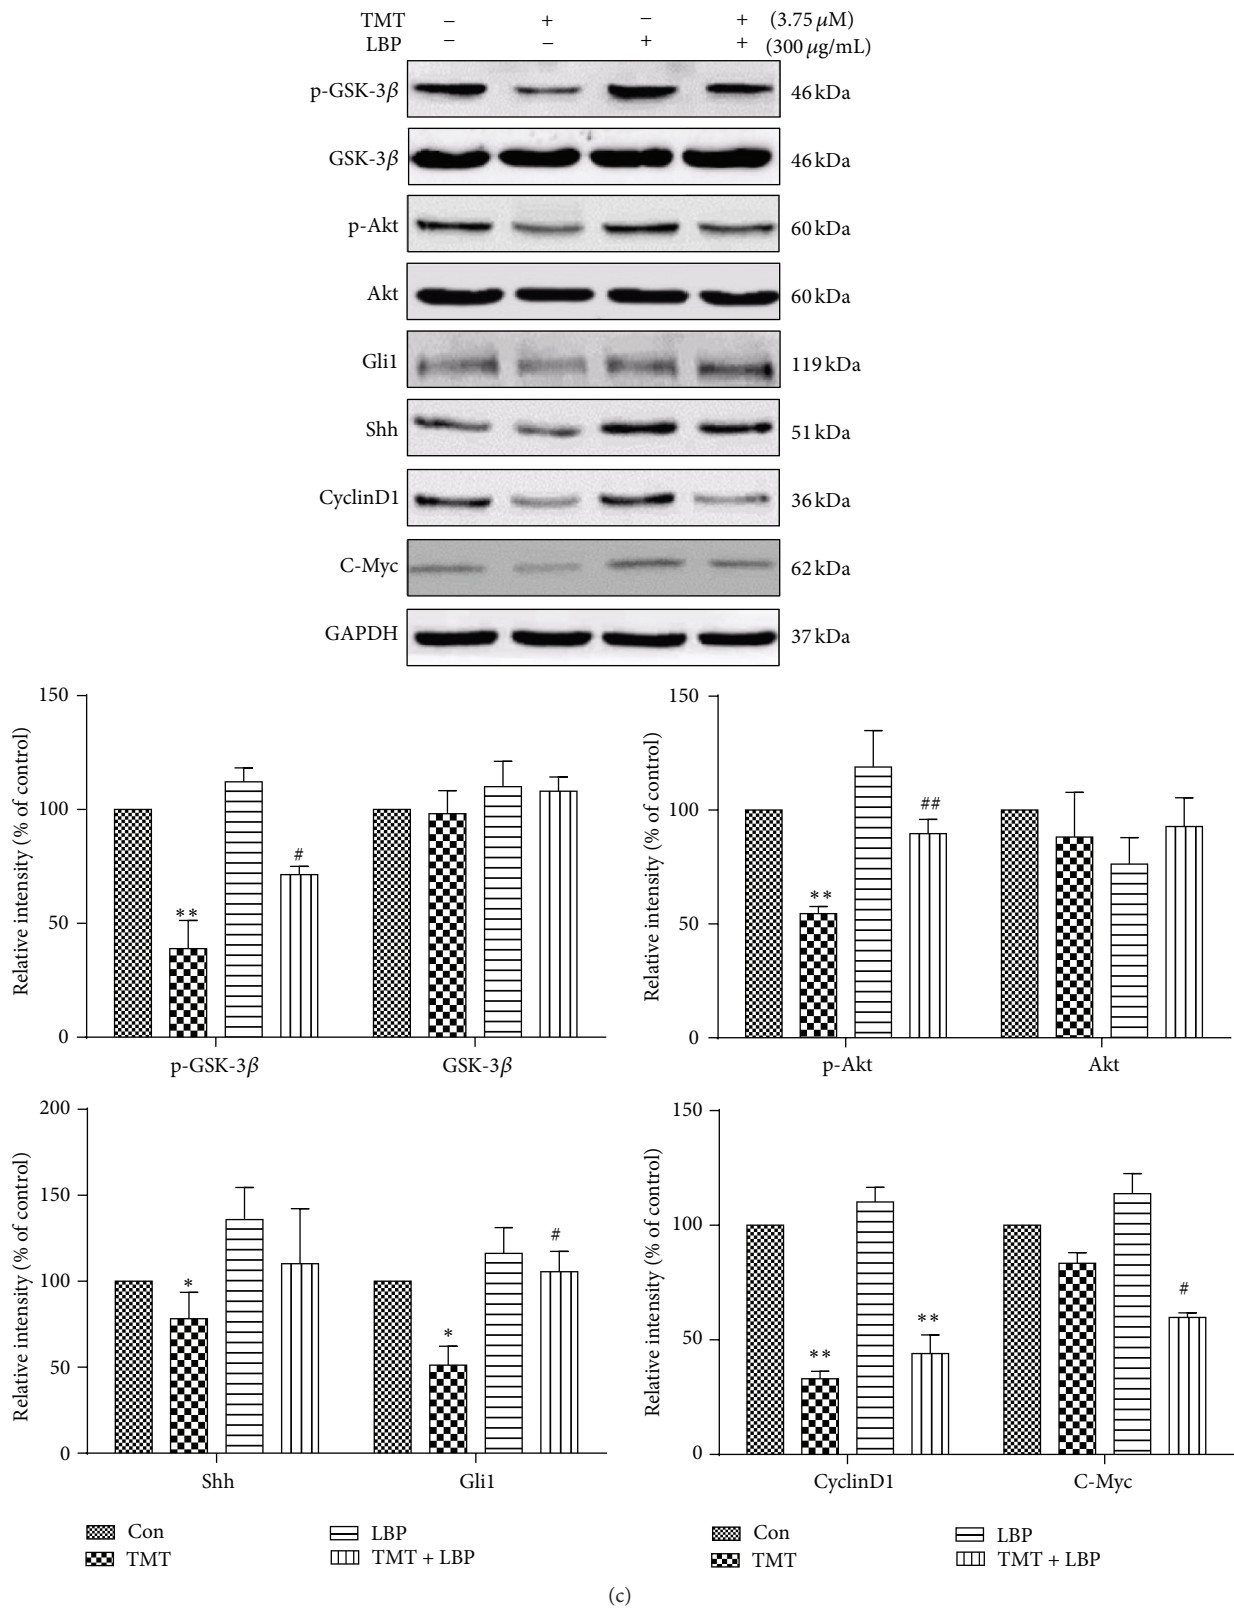 TMT − + − + (3.75 μM)
LBP − − + + (300 μg/mL)
p-GSK-3β 46 kDa
GSK-3β 46 kDa
p-Akt 60 kDa
Akt 60 kDa
Gli1 119 kDa
Shh 51 kDa
CyclinD1 36 kDa
C-Myc 62 kDa
GAPDH 37 kDa
Relative intensity (% of control)
150
100
50
0
**
#
p-GSK-3β GSK-3β
Relative intensity (% of control)
150
100
50
0
**
##
p-Akt Akt
Relative intensity (% of control)
200
150
100
50
0
*
*
#
Shh Gli1
Relative intensity (% of control)
150
100
50
0
**
**
#
CyclinD1 C-Myc
Con LBP
TMT TMT + LBP
Con LBP
TMT TMT + LBP
(c)